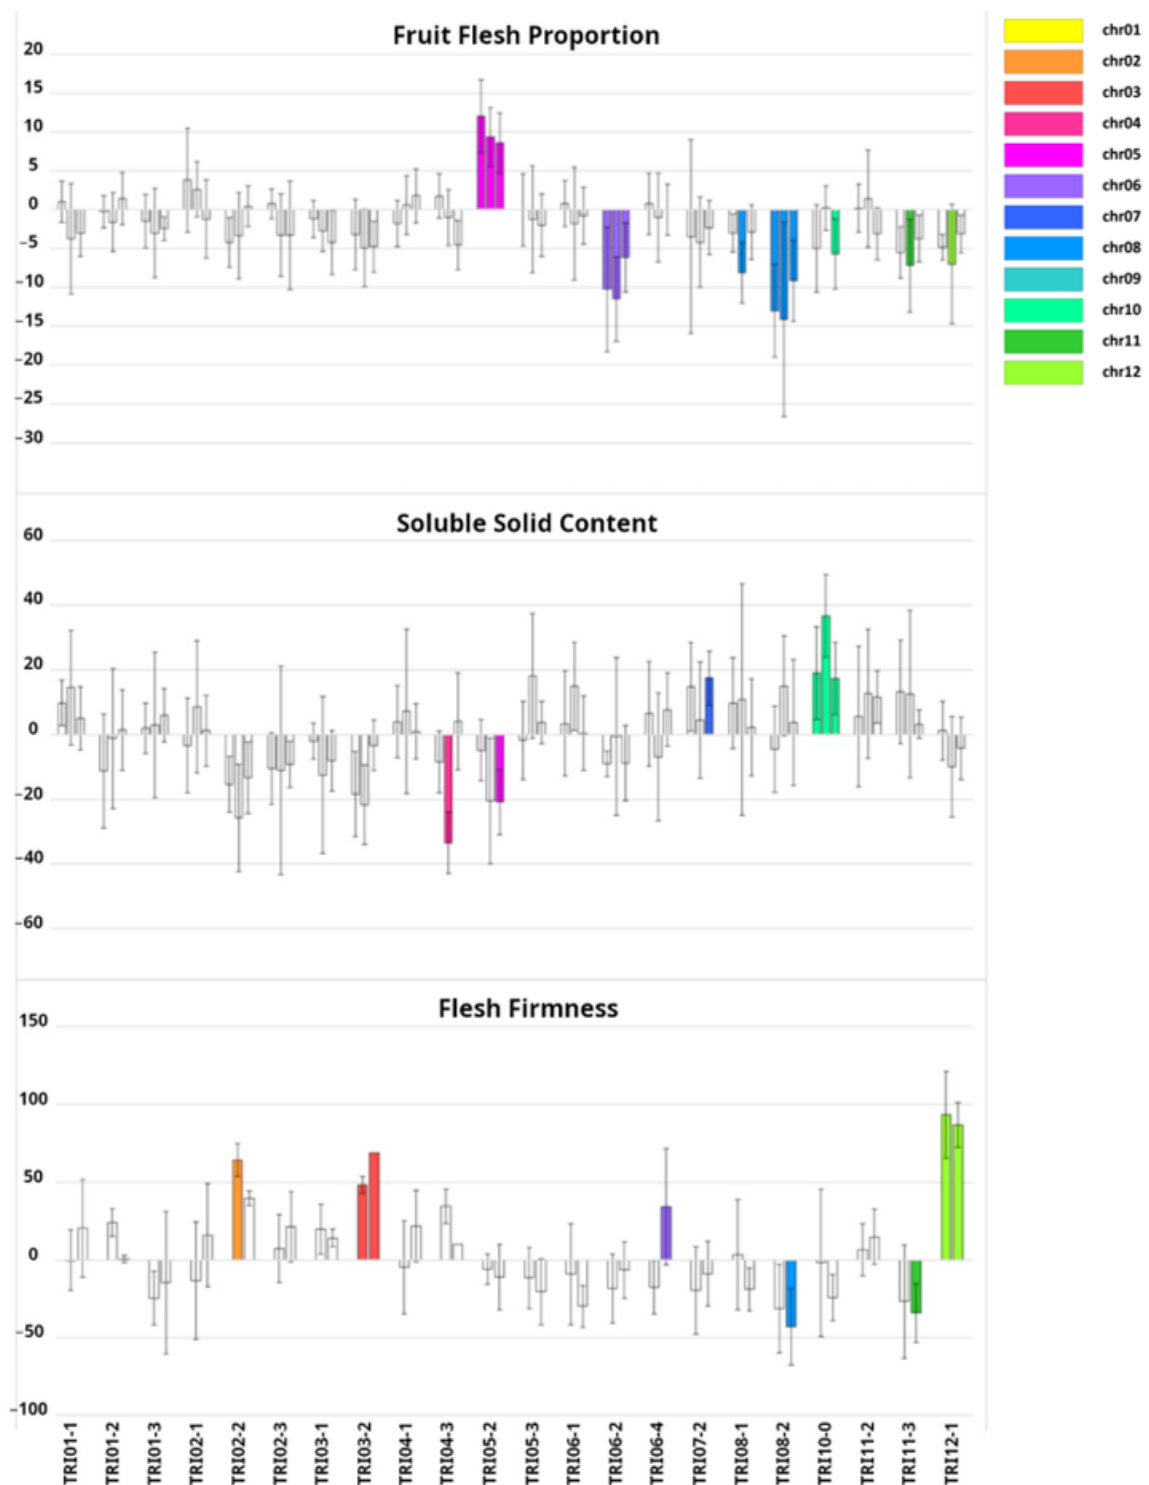 Fruit Flesh Proportion
20
15
10
5
0
–5
–10
–15
–20
–25
–30
chr01
chr02
chr03
chr04
chr05
chr06
chr07
chr08
chr09
chr10
chr11
chr12
Soluble Solid Content
60
40
20
0
–20
–40
–60
Flesh Firmness
150
100
50
0
–50
–100
TRI01-1
TRI01-2
TRI01-3
TRI02-1
TRI02-2
TRI02-3
TRI03-1
TRI03-2
TRI04-1
TRI04-3
TRI05-2
TRI05-3
TRI06-1
TRI06-2
TRI06-4
TRI07-2
TRI08-1
TRI08-2
TRI10-0
TRI11-2
TRI11-3
TRI12-1